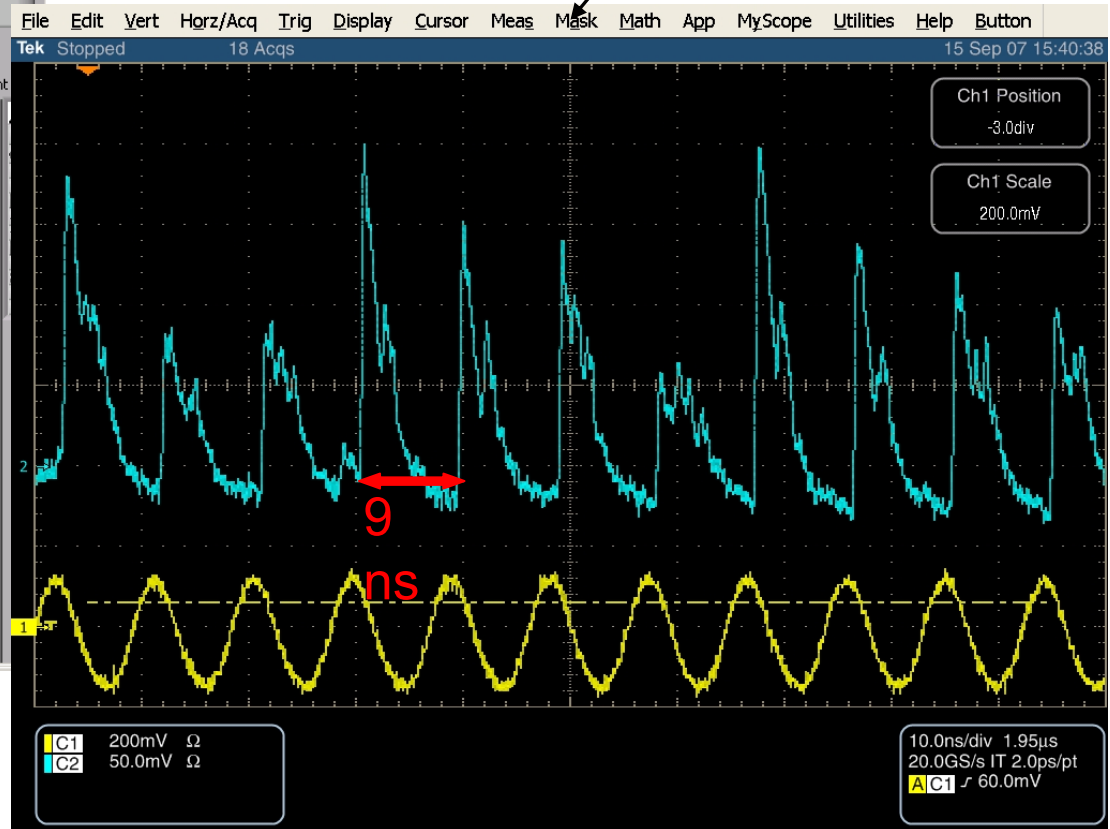 File Edit Vert Horz/Acq Trig Display Cursor Meas Mask Math App MyScope Utilities Help Button
Tek Stopped 18 Acqs 15 Sep 07 15:40:38
nt
Ch1 Position
-3.0div
Ch1 Scale
200.0mV
2
9
ns
1
C1 200mV Ω
C2 50.0mV Ω
10.0ns/div 1.95µs
20.0GS/s IT 2.0ps/pt
A C1 ꟗ 60.0mV